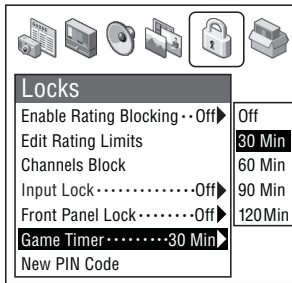 Locks
Enable Rating Blocking··Off
Edit Rating Limits
Channels Block
Input Lock··············Off
Front Panel Lock········Off
Game Timer·········30 Min
New PIN Code
Off
30 Min
60 Min
90 Min
120 Min